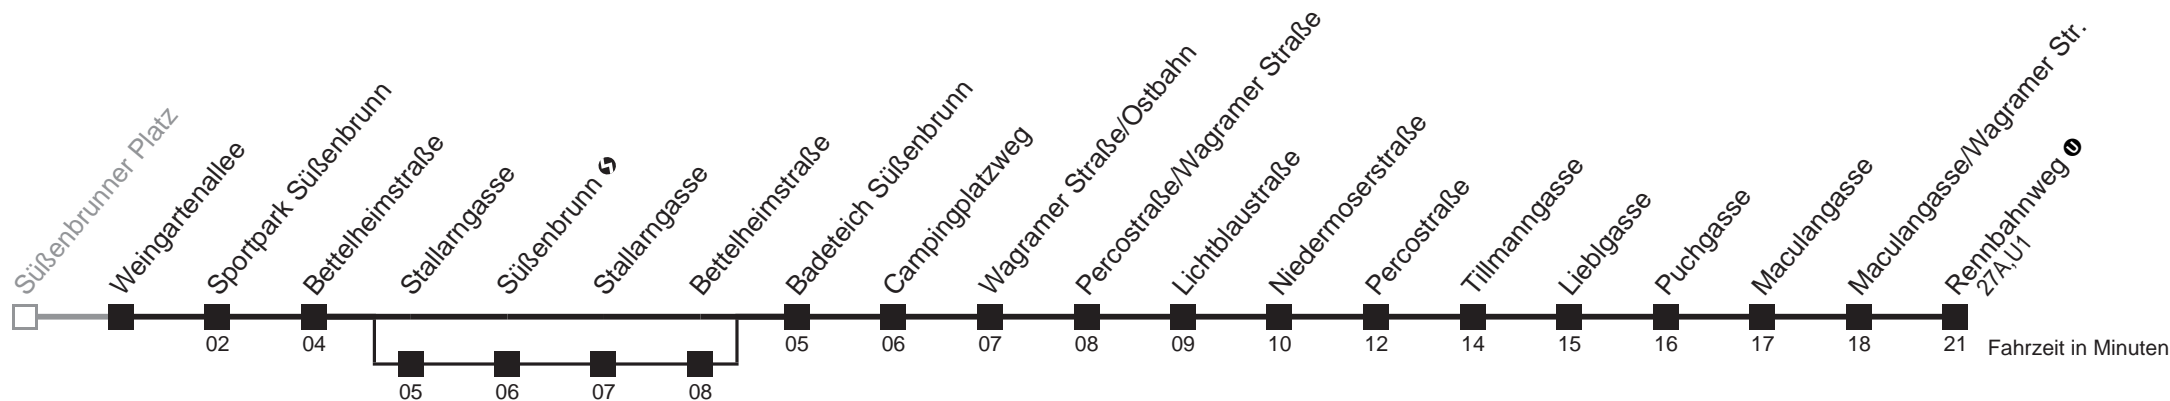 Süßenbrunner Platz
Weingartenallee
Sportpark Süßenbrunn
Bettelheimstraße
Stallarngasse
Süßenbrunn
Stallarngasse
Bettelheimstraße
Badeteich Süßenbrunn
Campingplatzweg
Wagramer Straße/Ostbahn
Percostraße/Wagramer Straße
Lichtblaustraße
Niedermoserstraße
Percostraße
Tillmanngasse
Lieblgasse
Puchgasse
Maculangasse
Maculangasse/Wagramer Str.
Rennbahnweg U
27A,U1
02 04 05 06 07 08 09 10 12 14 15 16 17 18 21
Fahrzeit in Minuten
05 06 07 08